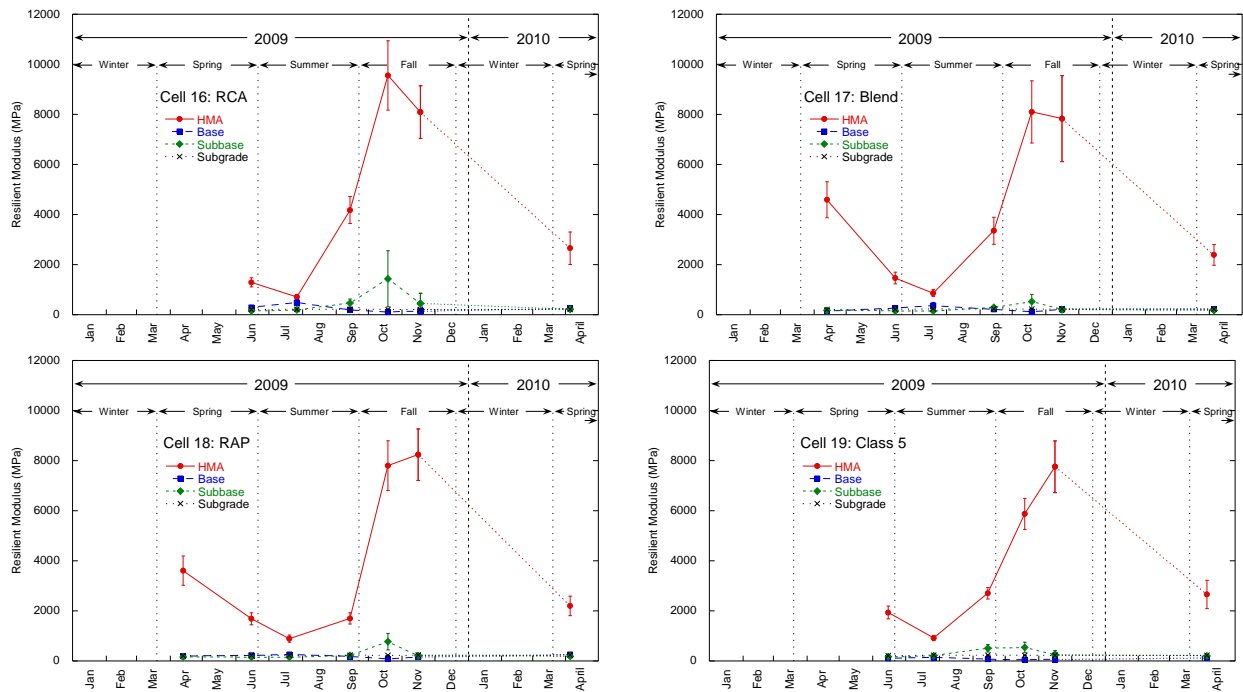 12000
2009
2010
10000
Winter
Spring
Summer
Fall
Winter
Spring
Cell 16: RCA
HMA
Base
Subbase
Subgrade
8000
6000
4000
2000
0
Resilient Modulus (MPa)
Jan
Feb
Mar
Apr
May
Jun
Jul
Aug
Sep
Oct
Nov
Dec
Jan
Feb
Mar
April
12000
2009
2010
10000
Winter
Spring
Summer
Fall
Winter
Spring
Cell 17: Blend
HMA
Base
Subbase
Subgrade
8000
6000
4000
2000
0
Resilient Modulus (MPa)
Jan
Feb
Mar
Apr
May
Jun
Jul
Aug
Sep
Oct
Nov
Dec
Jan
Feb
Mar
April
12000
2009
2010
10000
Winter
Spring
Summer
Fall
Winter
Spring
Cell 18: RAP
HMA
Base
Subbase
Subgrade
8000
6000
4000
2000
0
Resilient Modulus (MPa)
Jan
Feb
Mar
Apr
May
Jun
Jul
Aug
Sep
Oct
Nov
Dec
Jan
Feb
Mar
April
12000
2009
2010
10000
Winter
Spring
Summer
Fall
Winter
Spring
Cell 19: Class 5
HMA
Base
Subbase
Subgrade
8000
6000
4000
2000
0
Resilient Modulus (MPa)
Jan
Feb
Mar
Apr
May
Jun
Jul
Aug
Sep
Oct
Nov
Dec
Jan
Feb
Mar
April